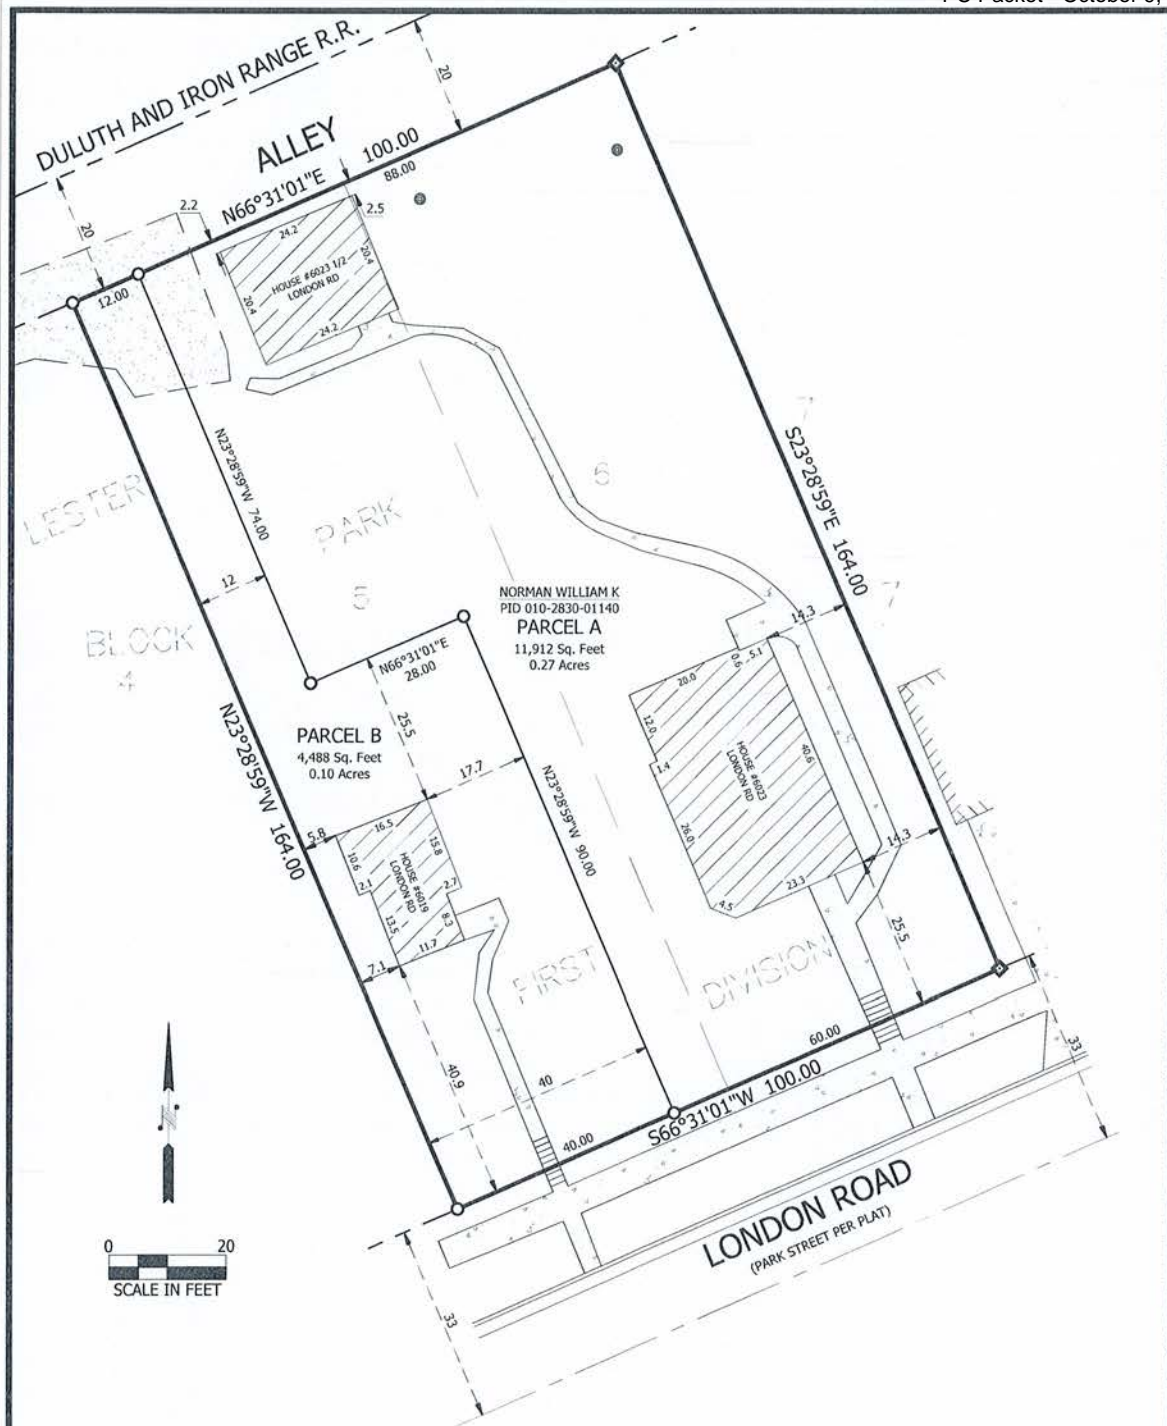 DULUTH AND IRON RANGE R.R.
20
ALLEY
100.00
88.00
N66°31'01"E
20
2.2
2.5
24.2
20.4
HOUSE #6023 1/2
LONDON RD
20.4
24.2
12.00
N23°28'59"W 74.00
LESTER
PARK
5
6
7
S23°28'59"E 164.00
7
12
BLOCK
4
NORMAN WILLIAM K
PID 010-2830-01140
PARCEL A
11,912 Sq. Feet
0.27 Acres
14.3
N66°31'01"E
28.00
0.6
5.1
20.0
12.0
1.4
HOUSE #6023
LONDON RD
40.6
26.0
4.5
23.3
14.3
25.5
N23°28'59"W 164.00
PARCEL B
4,488 Sq. Feet
0.10 Acres
25.5
17.7
N23°28'59"W 90.00
5.8
16.5
10.6
15.8
HOUSE #6019
LONDON RD
2.1
2.7
13.5
8.3
11.7
7.1
FIRST
DIVISION
40.9
40
60.00
33
S66°31'01"W 100.00
40.00
LONDON ROAD
(PARK STREET PER PLAT)
0 20
SCALE IN FEET
33